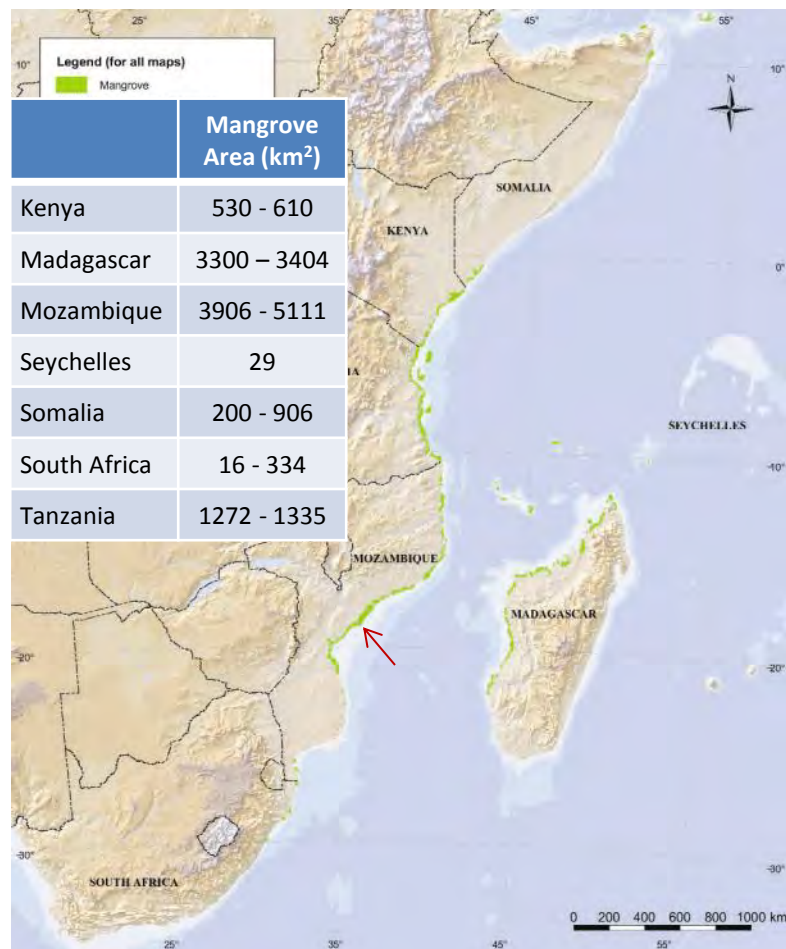 25°
35°
45°
55°
Legend (for all maps)
Mangrove
10°
10°
N
Mangrove
Area (km²)
Kenya 530 - 610
Madagascar 3300 – 3404
Mozambique 3906 - 5111
Seychelles 29
Somalia 200 - 906
South Africa 16 - 334
Tanzania 1272 - 1335
SOMALIA
KENYA
0°
IA
SEYCHELLES
-10°
MOZAMBIQUE
MADAGASCAR
-20°
-20°
-30°
-30°
SOUTH AFRICA
0 200 400 600 800 1000 km
25°
35°
45°
55°